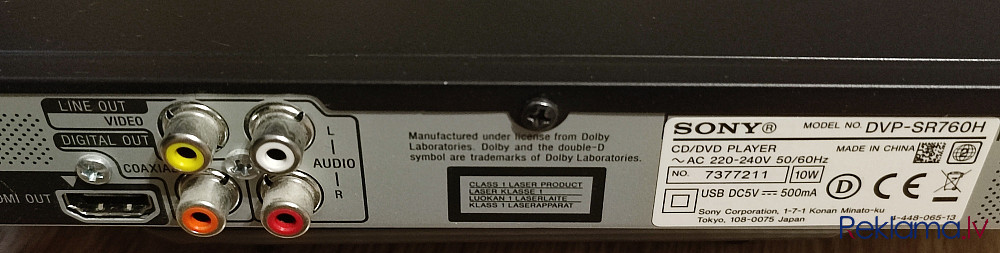 LINE OUT
VIDEO
DIGITAL OUT
COAXIAL
HDMI OUT
L
AUDIO
R
Manufactured under license from Dolby
Laboratories. Dolby and the double-D
symbol are trademarks of Dolby Laboratories.
CLASS 1 LASER PRODUCT
LASER KLASSE 1
LUOKAN 1 LASERLAITE
KLASS 1 LASERAPPARAT
SONY® MODEL NO. DVP-SR760H
CD/DVD PLAYER MADE IN CHINA
~ AC 220-240V 50/60Hz
NO. 7377211 10W
USB DC5V ⎓ 500mA
D CE
Sony Corporation, 1-7-1 Konan Minato-ku
Tokyo, 108-0075 Japan 4-448-065-13
Reklama.lv